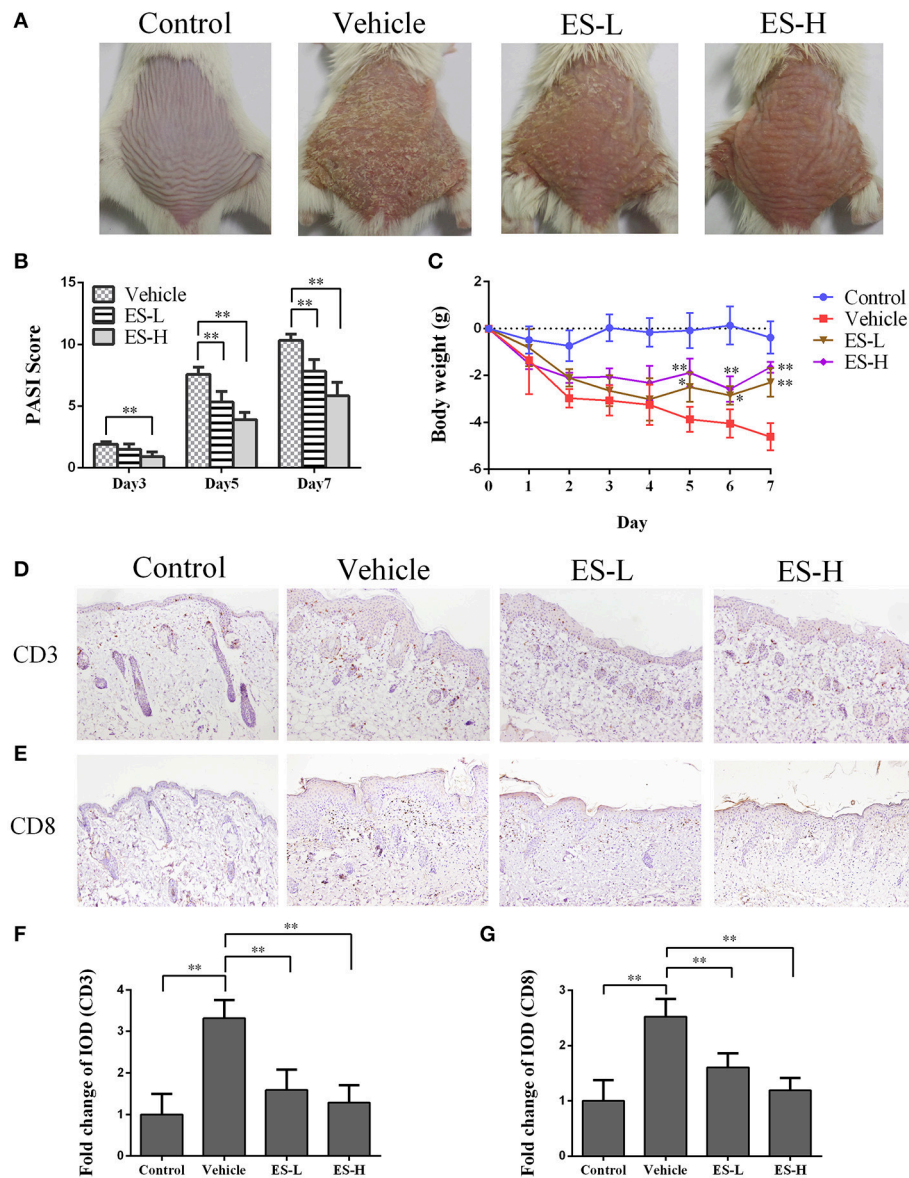 A
Control Vehicle ES-L ES-H
B
PASI Score
15
10
5
0
Vehicle
ES-L
ES-H
**
** ** **
** ** **
Day3 Day5 Day7
C
Body weight (g)
2
0
-2
-4
-6
Control
Vehicle
ES-L
ES-H
** ** **
* * **
0 1 2 3 4 5 6 7
Day
D
Control Vehicle ES-L ES-H
CD3
E
CD8
F
Fold change of IOD (CD3)
4
3
2
1
0
** ** **
Control Vehicle ES-L ES-H
G
Fold change of IOD (CD8)
3
2
1
0
** ** **
Control Vehicle ES-L ES-H